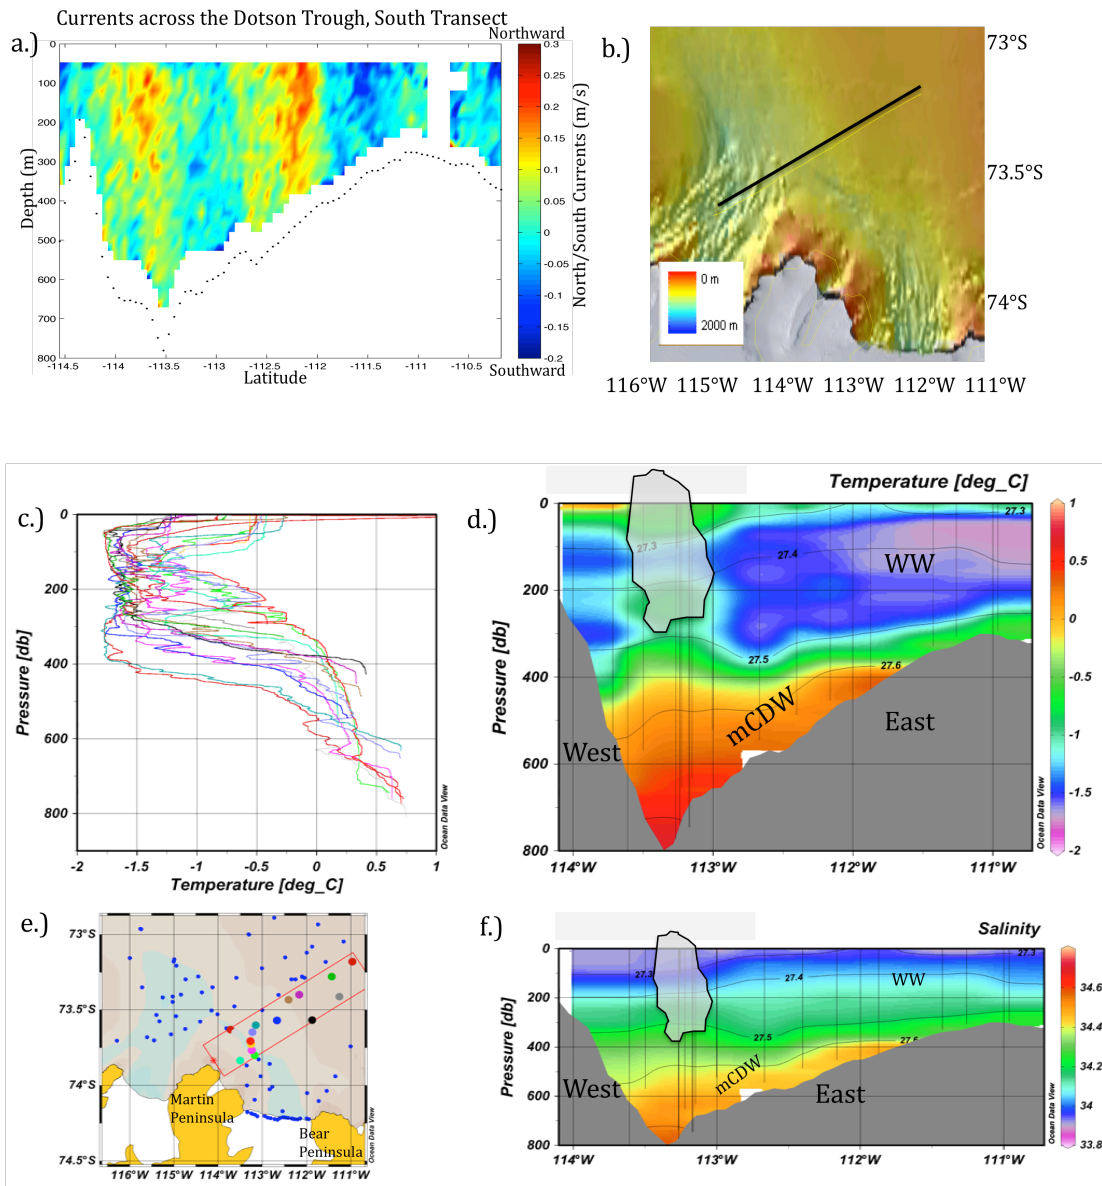 Currents across the Dotson Trough, South Transect
a.)
Northward
0.3
0.25
0.2
0.15
0.1
0.05
0
-0.05
-0.1
-0.15
-0.2
Southward
North/South Currents (m/s)
0
100
200
300
400
500
600
700
800
Depth (m)
-114.5 -114 -113.5 -113 -112.5 -112 -111.5 -111 -110.5
Latitude
b.)
73°S
73.5°S
74°S
0 m
2000 m
116°W 115°W 114°W 113°W 112°W 111°W
c.)
0
200
400
600
800
Pressure [db]
-2 -1.5 -1 -0.5 0 0.5 1
Temperature [deg_C]
Ocean Data View
d.)
Temperature [deg_C]
0
200
400
600
800
Pressure [db]
27.3
27.3
27.4
WW
27.5
27.6
mCDW
West
East
114°W 113°W 112°W 111°W
1
0.5
0
-0.5
-1
-1.5
-2
Ocean Data View
e.)
73°S
73.5°S
74°S
74.5°S
Martin
Peninsula
Bear
Peninsula
116°W 115°W 114°W 113°W 112°W 111°W
Ocean Data View
f.)
Salinity
0
200
400
600
800
Pressure [db]
27.3
27.3
27.4
WW
27.5
mCDW
West
East
114°W 113°W 112°W 111°W
34.6
34.4
34.2
34
33.8
Ocean Data View